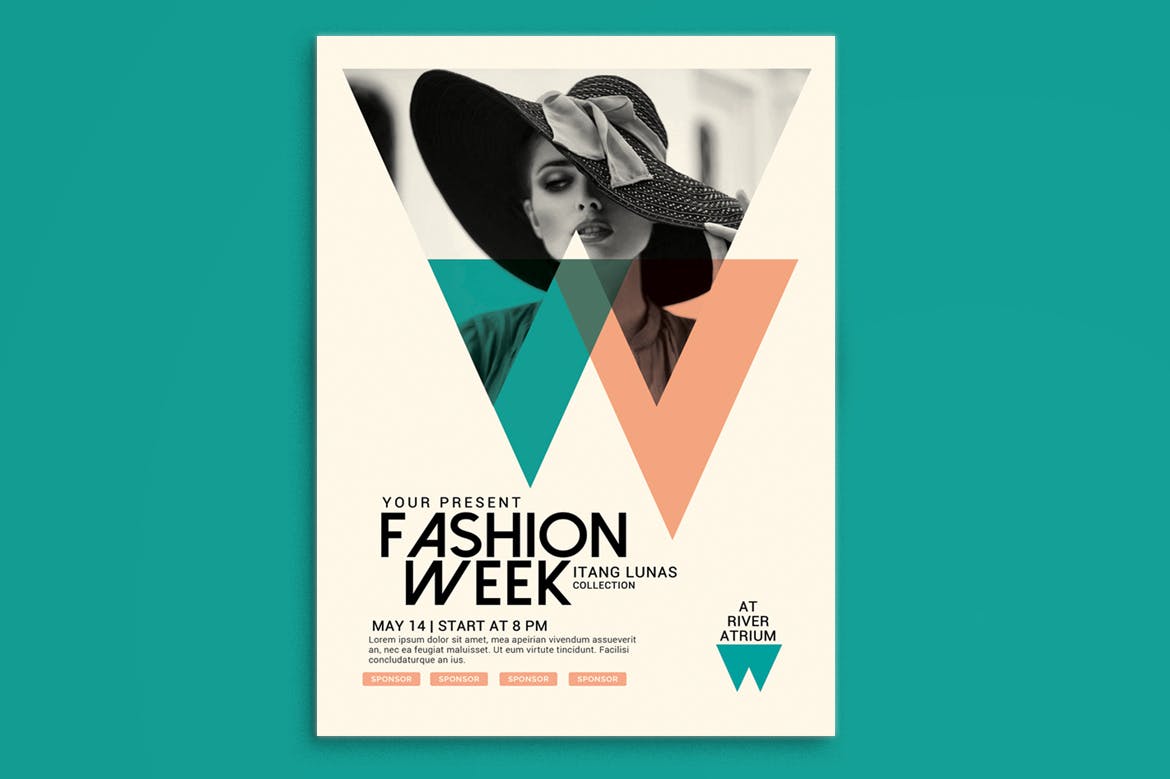 YOUR PRESENT
FASHION
WEEK
ITANG LUNAS
COLLECTION
MAY 14 | START AT 8 PM
Lorem ipsum dolor sit amet, mea apeirian vivendum assueverit
an, nec ea feugiat maluisset. Ut eum virtute tincidunt. Facilisi
concludaturque an ius.
SPONSOR SPONSOR SPONSOR SPONSOR
AT
RIVER
ATRIUM